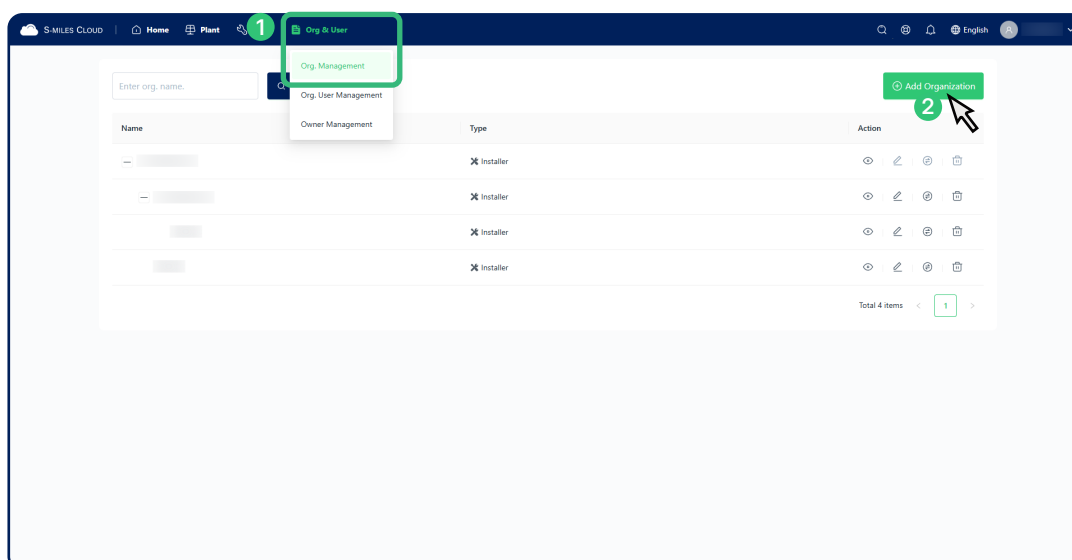 S-MILES CLOUD Home Plant 1 Org & User English
Org. Management
Enter org. name. Org. User Management Add Organization
2
Owner Management
Name Type Action
Installer
Installer
Installer
Installer
Total 4 items < 1 >